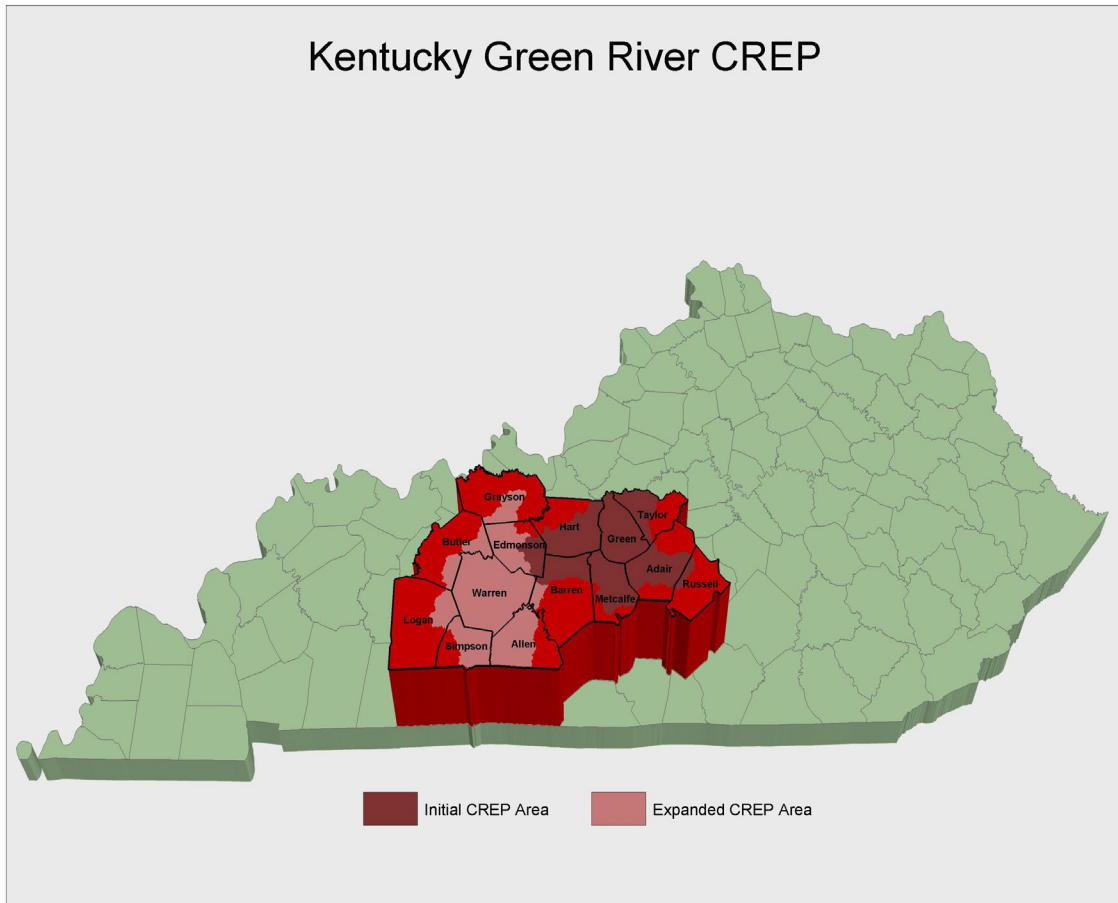 Kentucky Green River CREP
Grayson
Taylor
Hart
Green
Butler
Edmonson
Adair
Russell
Barren
Warren
Metcalfe
Logan
Allen
Simpson
Initial CREP Area
Expanded CREP Area